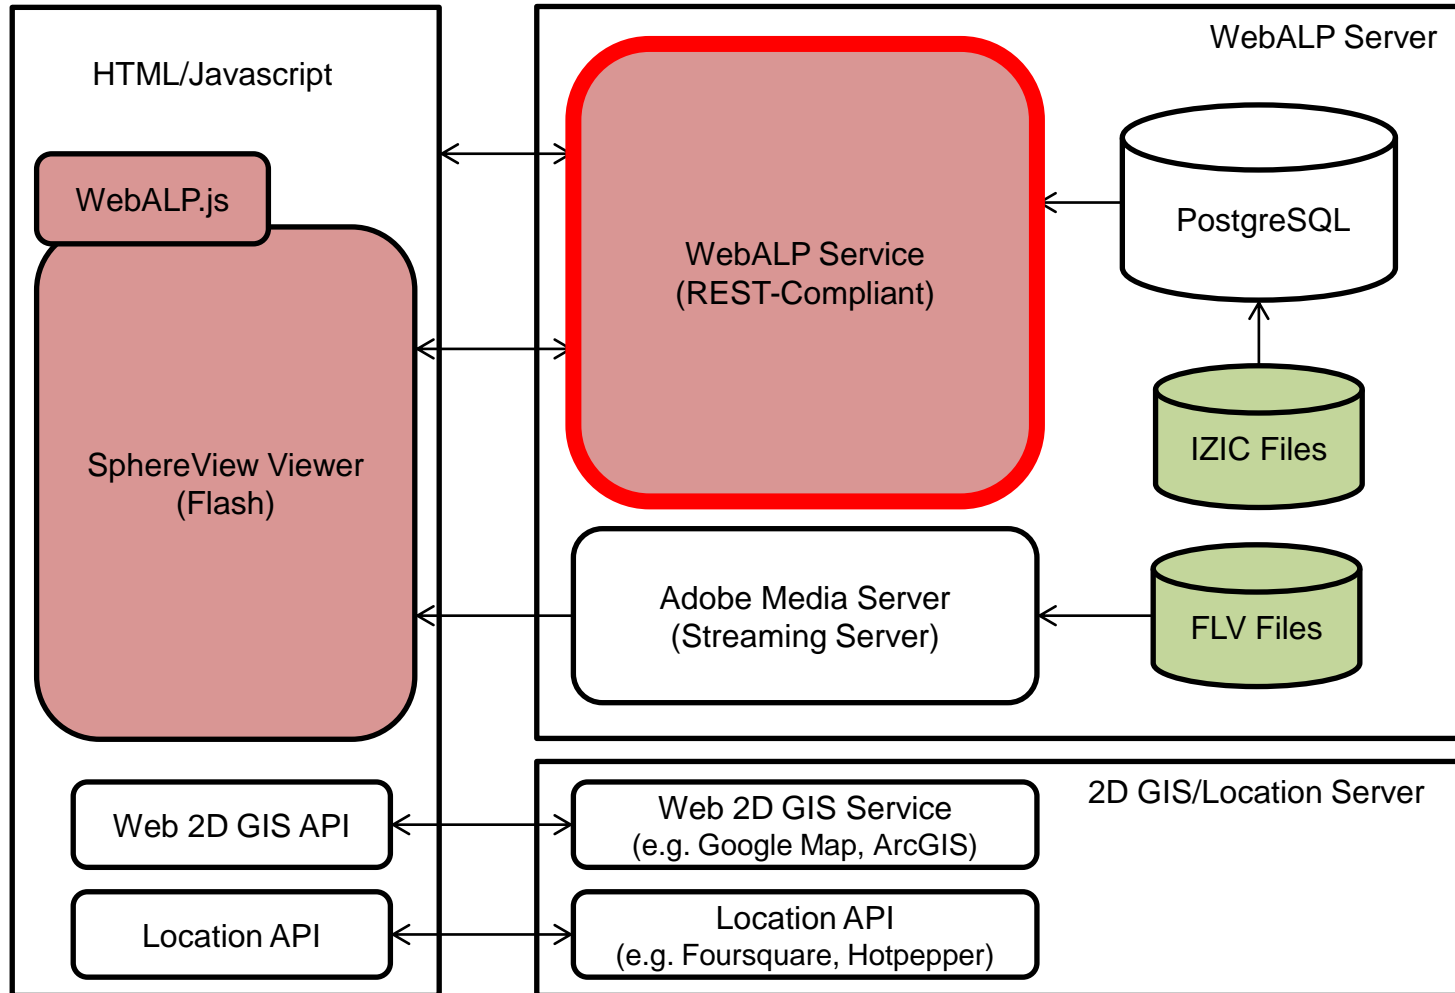 HTML/Javascript
WebALP.js
SphereView Viewer
(Flash)
Web 2D GIS API
Location API
WebALP Server
WebALP Service
(REST-Compliant)
PostgreSQL
IZIC Files
Adobe Media Server
(Streaming Server)
FLV Files
2D GIS/Location Server
Web 2D GIS Service
(e.g. Google Map, ArcGIS)
Location API
(e.g. Foursquare, Hotpepper)